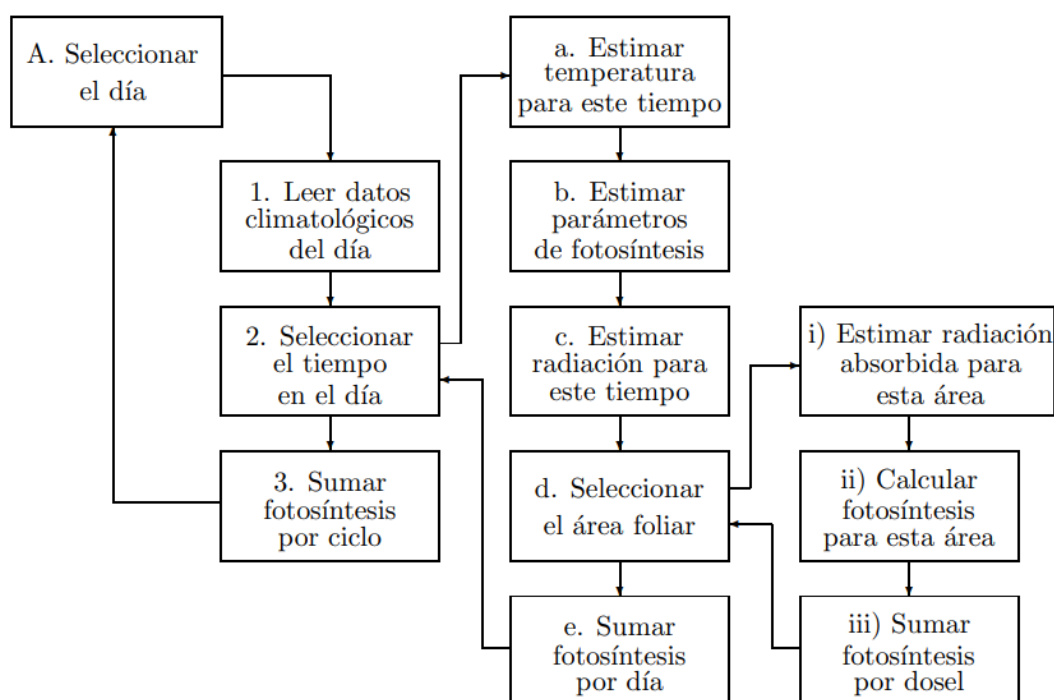 A. Seleccionar
el día
1. Leer datos
climatológicos
del día
2. Seleccionar
el tiempo
en el día
3. Sumar
fotosíntesis
por ciclo
a. Estimar
temperatura
para este tiempo
b. Estimar
parámetros
de fotosíntesis
c. Estimar
radiación para
este tiempo
d. Seleccionar
el área foliar
e. Sumar
fotosíntesis
por día
i) Estimar radiación
absorbida para
esta área
ii) Calcular
fotosíntesis
para esta área
iii) Sumar
fotosíntesis
por dosel